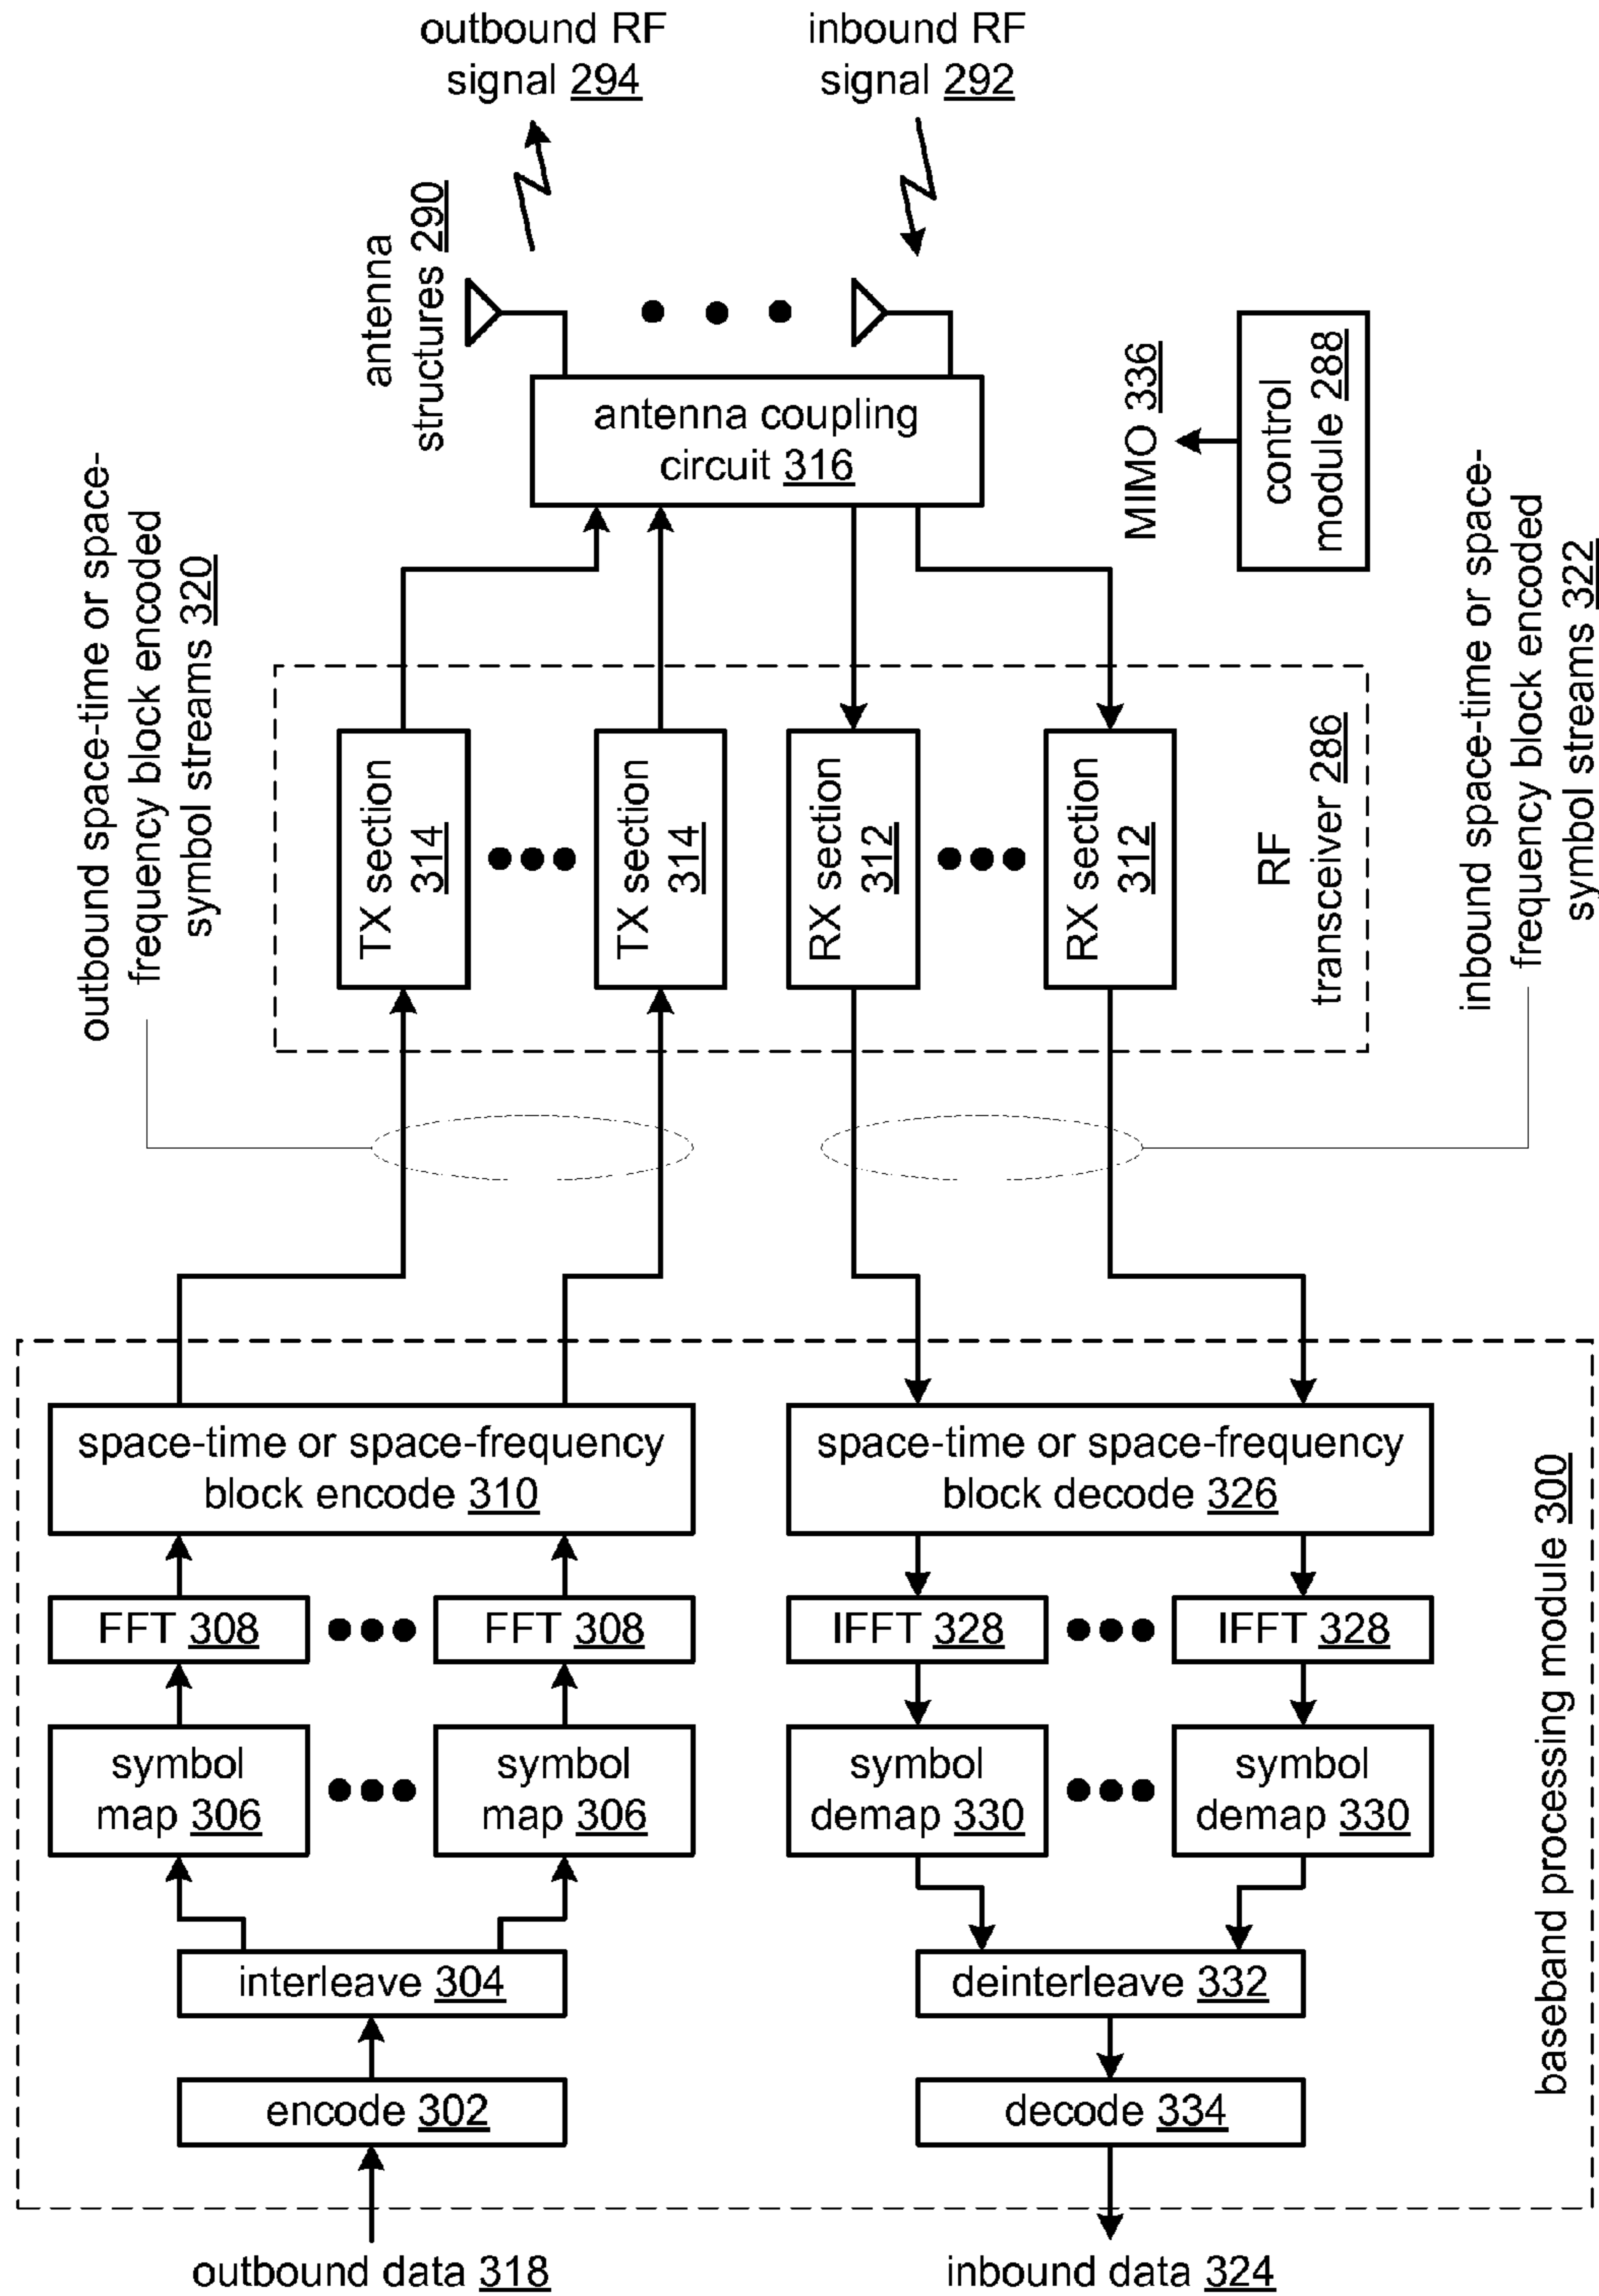 outbound RF
signal 294
inbound RF
signal 292
antenna
structures 290
antenna coupling
circuit 316
MIMO 336
control
module 288
outbound space-time or space-
frequency block encoded
symbol streams 320
TX section
314
TX section
314
RX section
312
RX section
312
RF
transceiver 286
inbound space-time or space-
frequency block encoded
symbol streams 322
space-time or space-frequency
block encode 310
space-time or space-frequency
block decode 326
FFT 308
FFT 308
IFFT 328
IFFT 328
symbol
map 306
symbol
map 306
symbol
demap 330
symbol
demap 330
interleave 304
deinterleave 332
encode 302
decode 334
baseband processing module 300
outbound data 318
inbound data 324